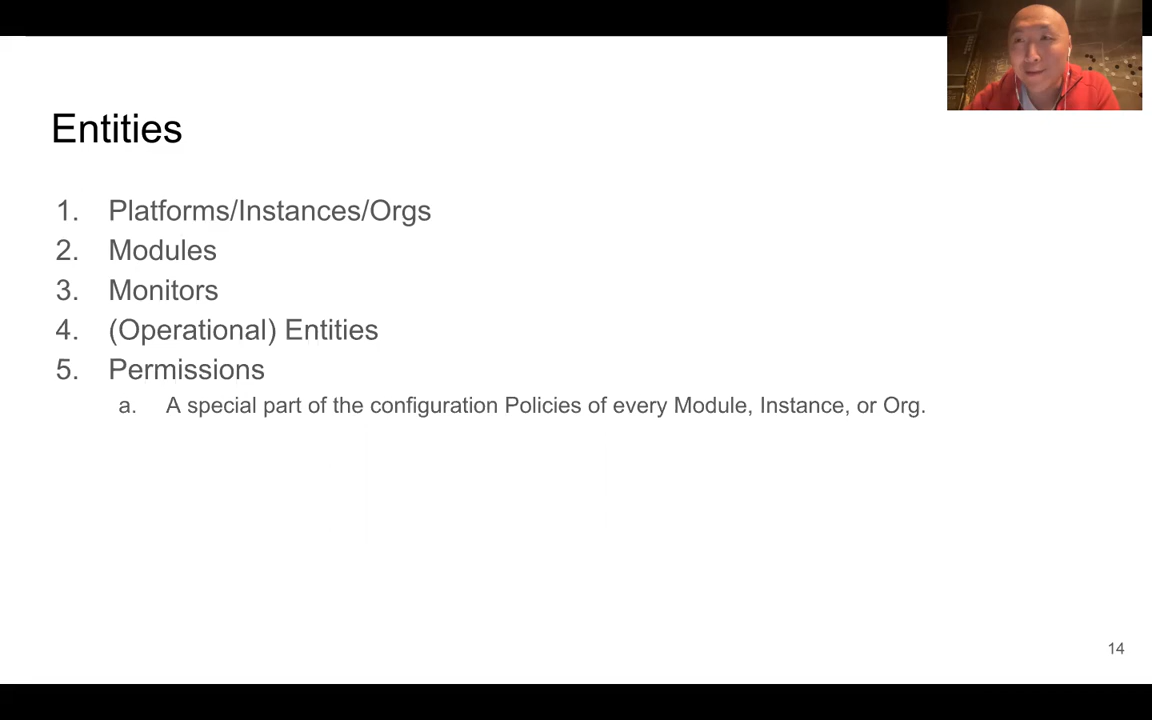 Entities
1. Platforms/Instances/Orgs
2. Modules
3. Monitors
4. (Operational) Entities
5. Permissions
a. A special part of the configuration Policies of every Module, Instance, or Org.
14